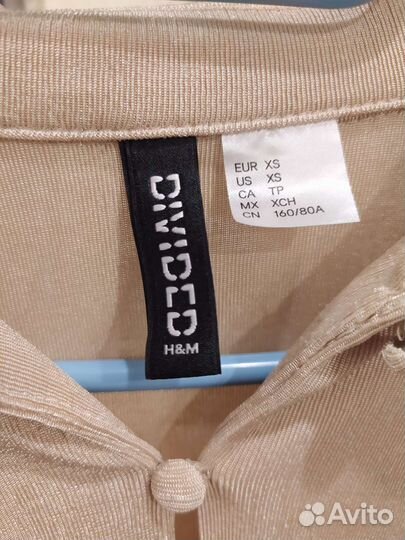 DIVIDED
H&M
EUR XS
US XS
CA TP
MX XCH
CN 160/80A
Avito